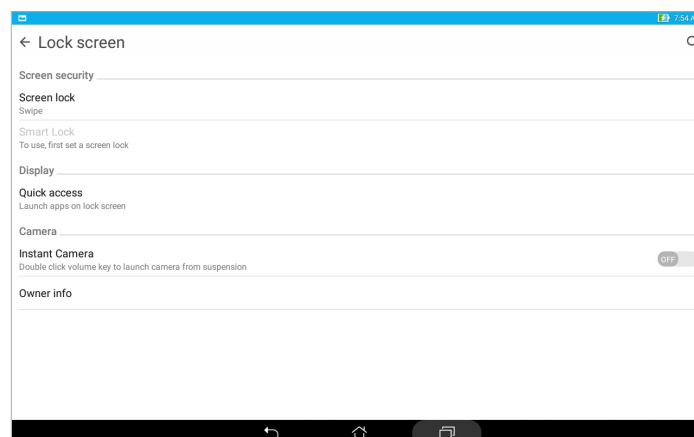 7:54 A
Lock screen
Screen security
Screen lock
Swipe
Smart Lock
To use, first set a screen lock
Display
Quick access
Launch apps on lock screen
Camera
Instant Camera
Double click volume key to launch camera from suspension
OFF
Owner info